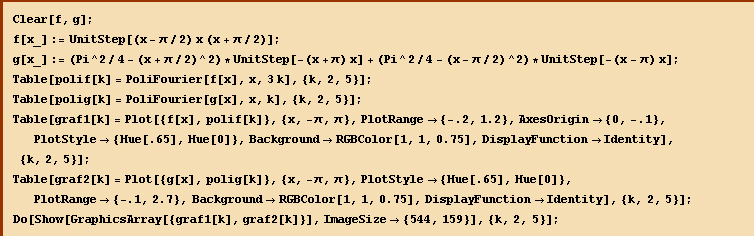 Clear[f, g];
f[x_] := UnitStep[(x - π / 2) x (x + π / 2)];
g[x_] := (Pi^2 / 4 - (x + π / 2)^2) * UnitStep[-(x + π) x] + (Pi^2 / 4 - (x - π / 2)^2) * UnitStep[-(x - π) x];
Table[polif[k] = PoliFourier[f[x], x, 3 k], {k, 2, 5}];
Table[polig[k] = PoliFourier[g[x], x, k], {k, 2, 5}];
Table[graf1[k] = Plot[{f[x], polif[k]}, {x, -π, π}, PlotRange → {-.2, 1.2}, AxesOrigin → {0, -.1},
PlotStyle → {Hue[.65], Hue[0]}, Background → RGBColor[1, 1, 0.75], DisplayFunction → Identity],
{k, 2, 5}];
Table[graf2[k] = Plot[{g[x], polig[k]}, {x, -π, π}, PlotStyle → {Hue[.65], Hue[0]},
PlotRange → {-.1, 2.7}, Background → RGBColor[1, 1, 0.75], DisplayFunction → Identity], {k, 2, 5}];
Do[Show[GraphicsArray[{graf1[k], graf2[k]}], ImageSize → {544, 159}], {k, 2, 5}];